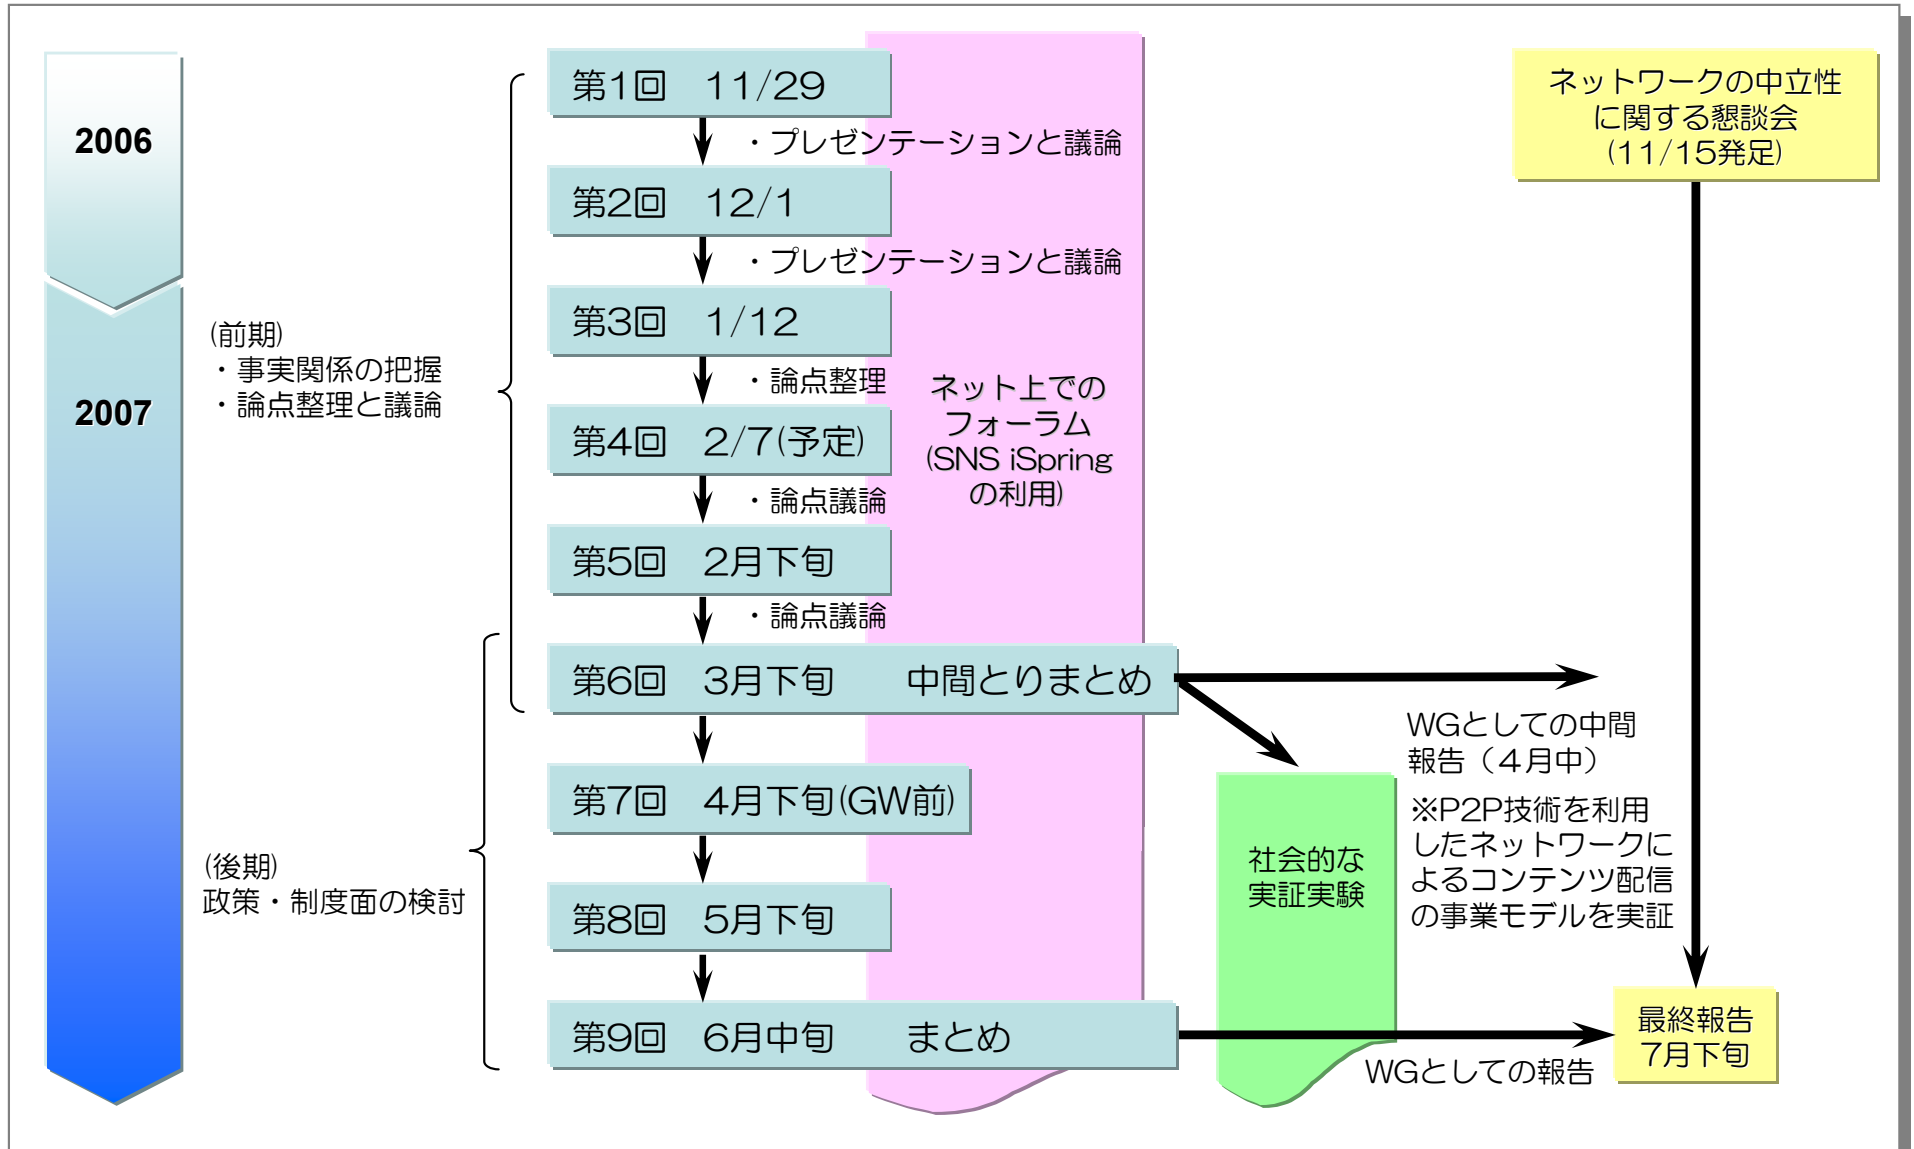 2006
2007
(前期)
・事実関係の把握
・論点整理と議論
(後期)
政策・制度面の検討
第1回 11/29
・プレゼンテーションと議論
第2回 12/1
・プレゼンテーションと議論
第3回 1/12
・論点整理
第4回 2/7(予定)
・論点議論
第5回 2月下旬
・論点議論
第6回 3月下旬 中間とりまとめ
第7回 4月下旬(GW前)
第8回 5月下旬
第9回 6月中旬 まとめ
ネット上での
フォーラム
(SNS iSpring
の利用)
社会的な
実証実験
ネットワークの中立性
に関する懇談会
(11/15発足)
WGとしての中間
報告（４月中）
※P2P技術を利用
したネットワークに
よるコンテンツ配信
の事業モデルを実証
WGとしての報告
最終報告
7月下旬